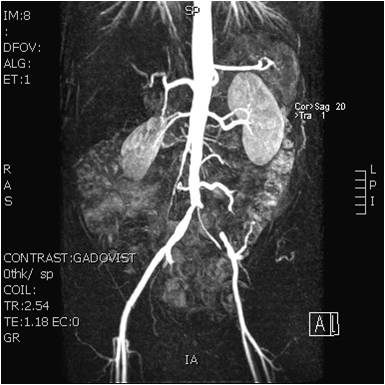 IM:8
SP
:
DFOV:
ALG:
ET:1
Cor>Sag 20
>Tra 1
R
A
S
L
P
I
CONTRAST:GADOVIST
0thk/ sp
COIL:
TR:2.54
TE:1.18 EC:0
GR
A
IA